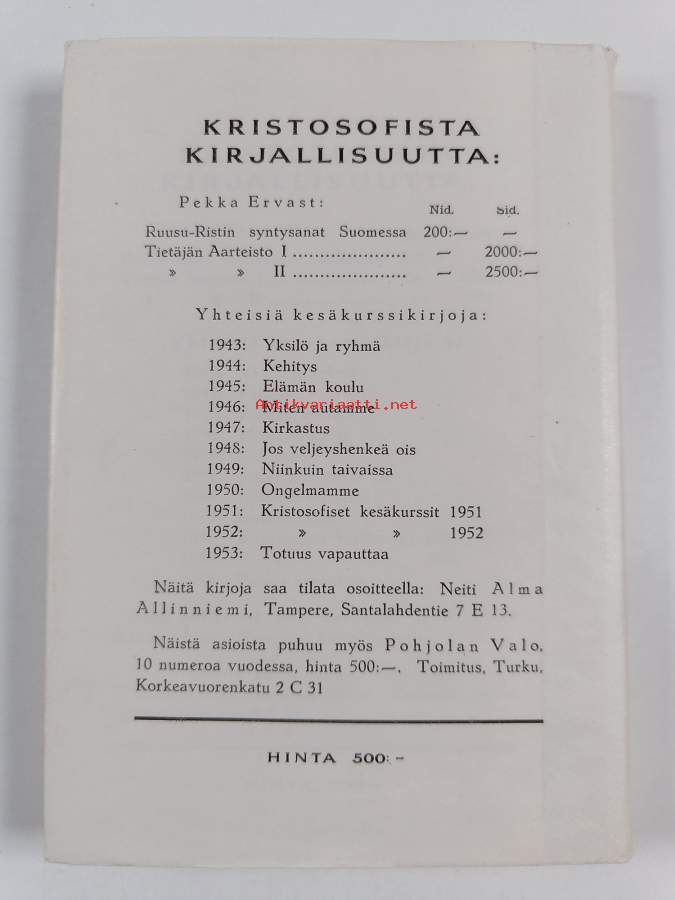 KRISTOSOFISTA
KIRJALLISUUTTA:
Pekka Ervast:
Nid. Sid.
Ruusu-Ristin syntysanat Suomessa 200:— —
Tietäjän Aarteisto I ..................... — 2000:—
» » II ..................... — 2500:—
Yhteisiä kesäkurssikirjoja:
1943: Yksilö ja ryhmä
1944: Kehitys
1945: Elämän koulu
1946: Miten autamme
Antikvariaatti.net
1947: Kirkastus
1948: Jos veljeyshenkeä ois
1949: Niinkuin taivaissa
1950: Ongelmamme
1951: Kristosofiset kesäkurssit 1951
1952: » » 1952
1953: Totuus vapauttaa
Näitä kirjoja saa tilata osoitteella: Neiti Alma
Allinniemi, Tampere, Santalahdentie 7 E 13.
Näistä asioista puhuu myös Pohjolan Valo,
10 numeroa vuodessa, hinta 500:—. Toimitus, Turku,
Korkeavuorenkatu 2 C 31
HINTA 500:-